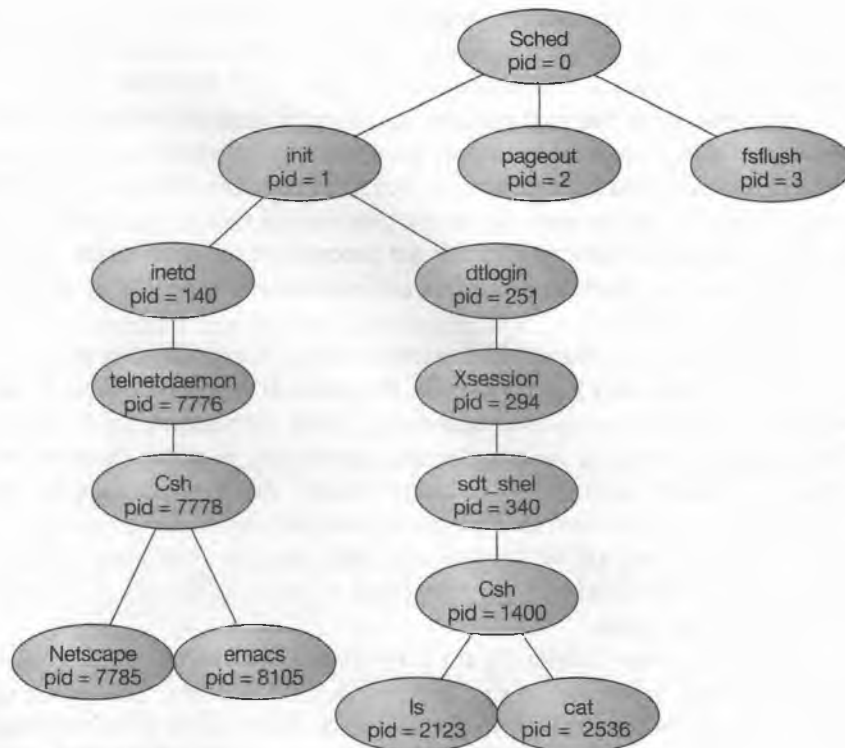 Sched
pid = 0
init
pid = 1
pageout
pid = 2
fsflush
pid = 3
inetd
pid = 140
dtlogin
pid = 251
telnetdaemon
pid = 7776
Xsession
pid = 294
Csh
pid = 7778
sdt_shel
pid = 340
Csh
pid = 1400
Netscape
pid = 7785
emacs
pid = 8105
ls
pid = 2123
cat
pid = 2536